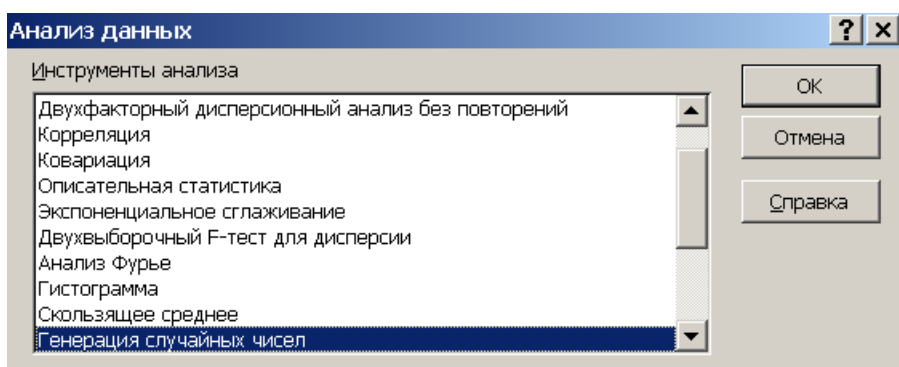 Анализ данных
Инструменты анализа
Двухфакторный дисперсионный анализ без повторений
Корреляция
Ковариация
Описательная статистика
Экспоненциальное сглаживание
Двухвыборочный F-тест для дисперсии
Анализ Фурье
Гистограмма
Скользящее среднее
Генерация случайных чисел
OK
Отмена
Справка